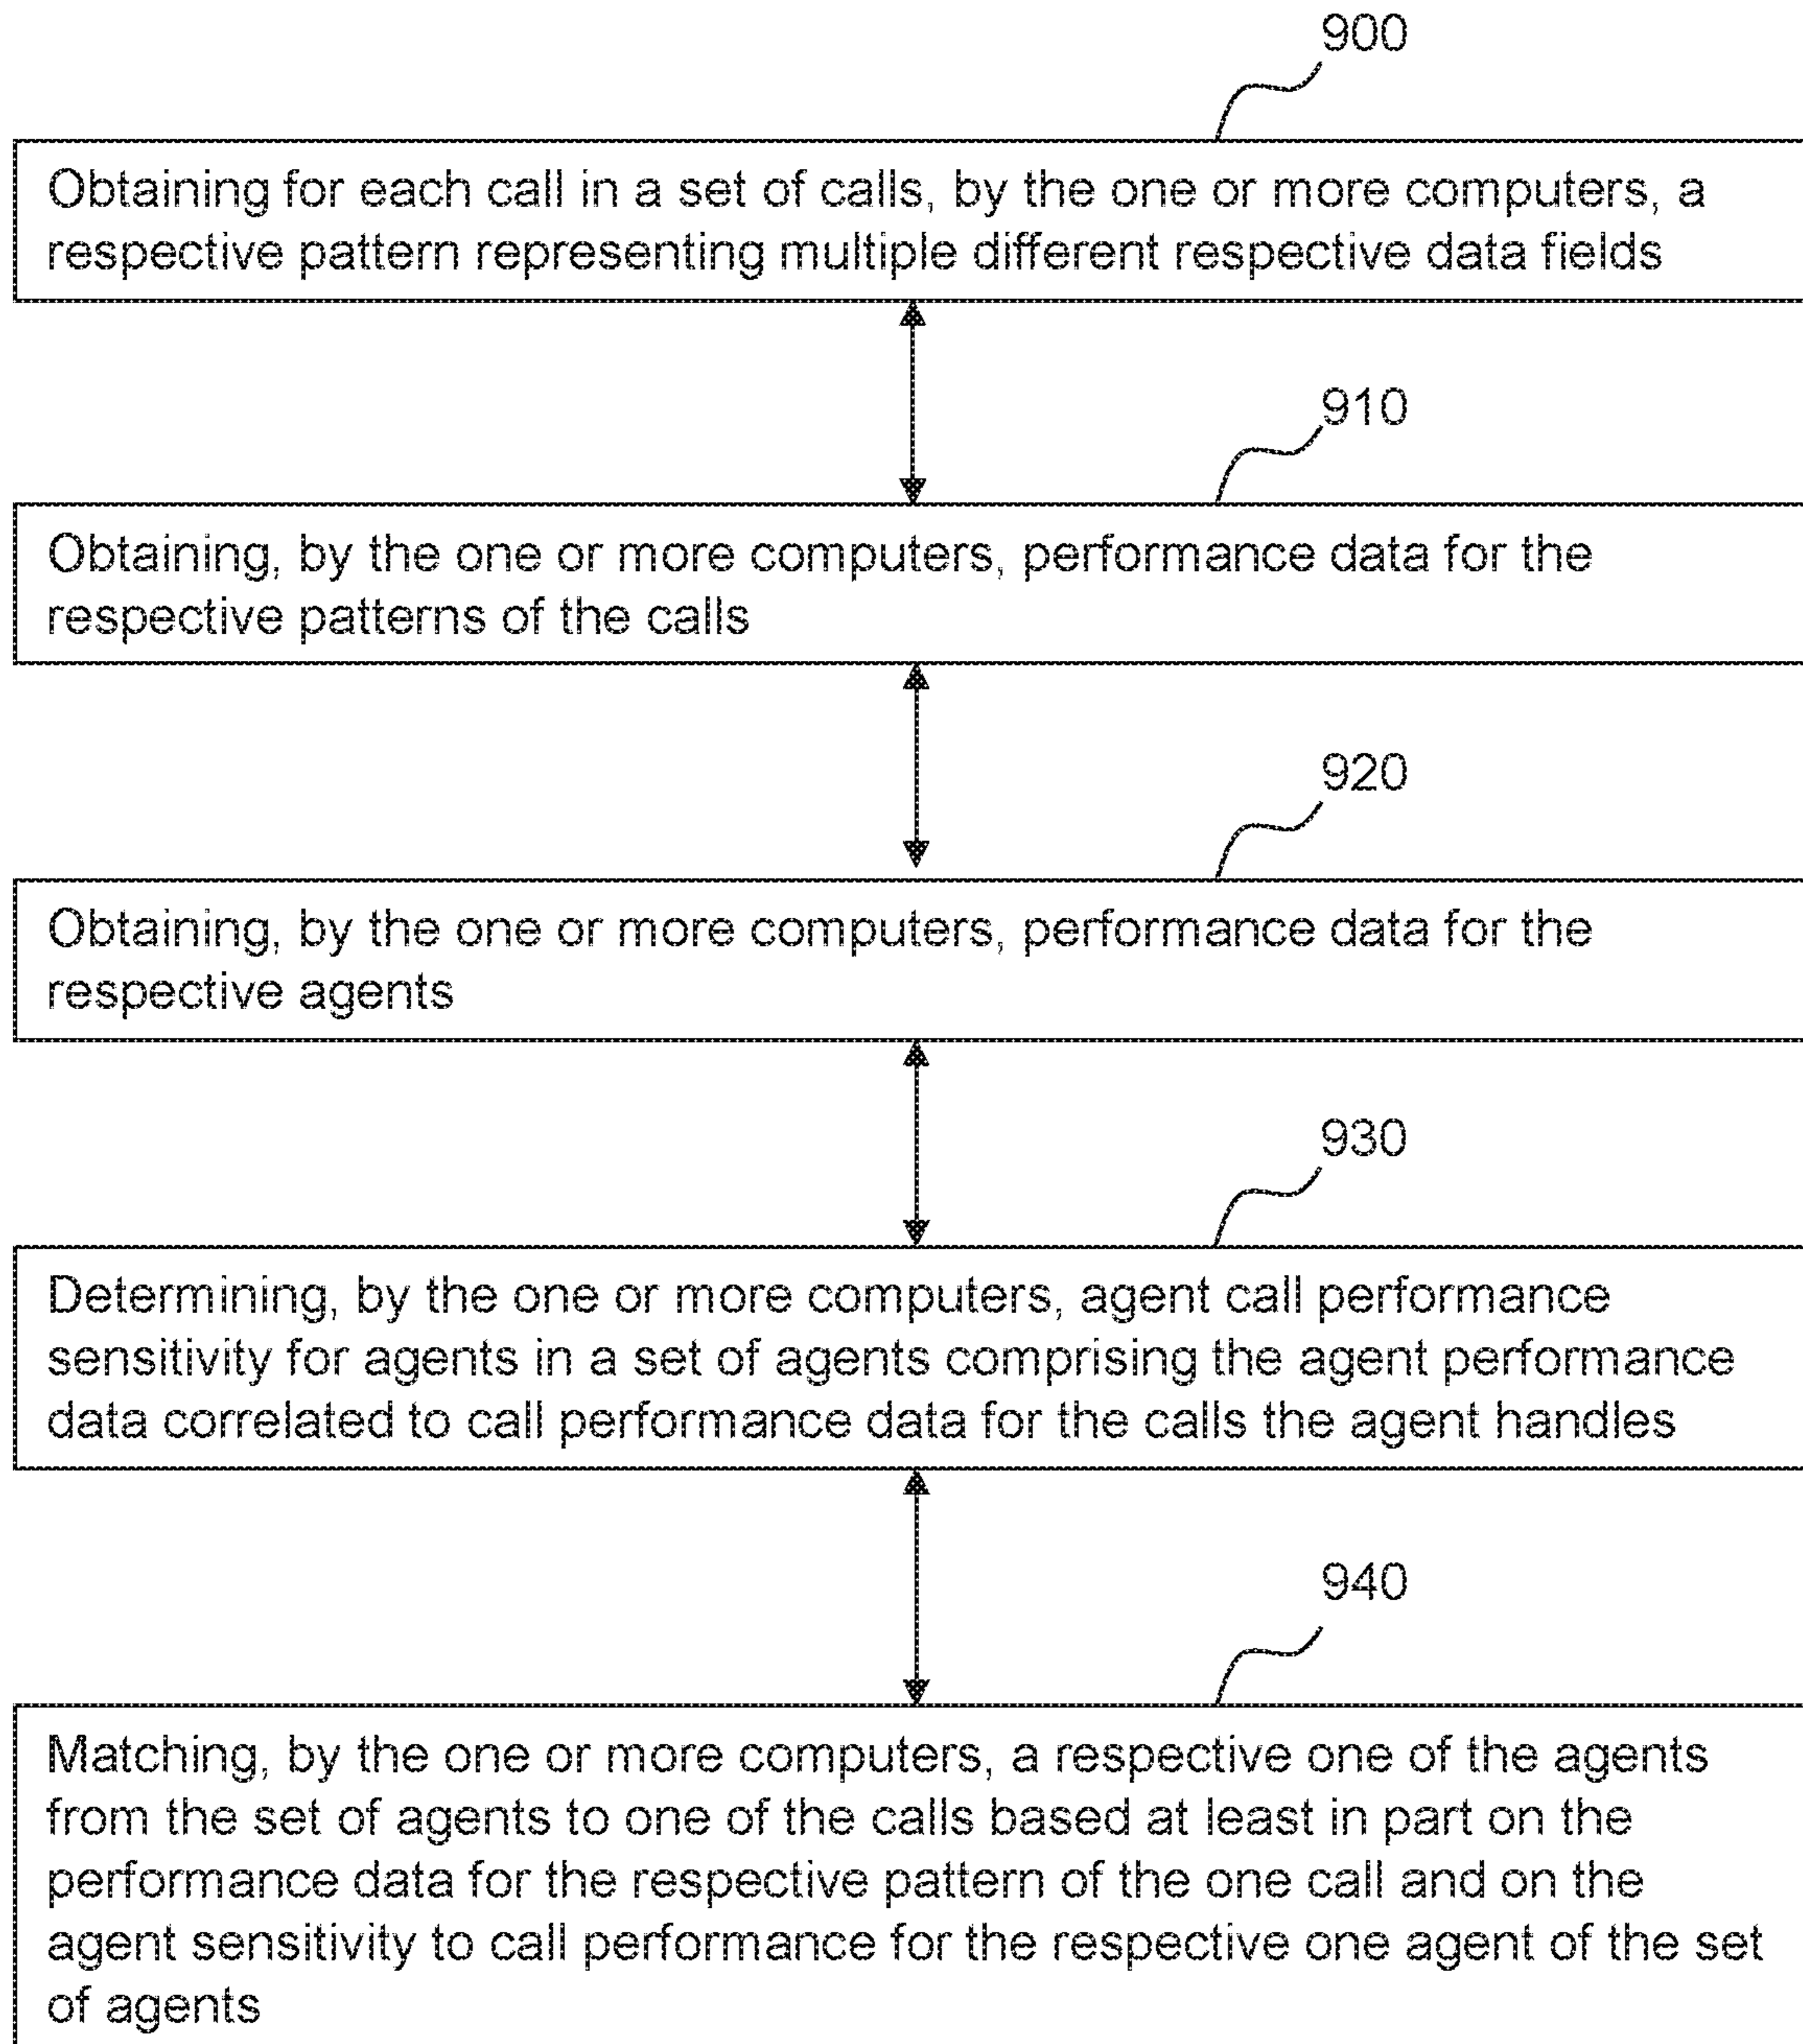 900
Obtaining for each call in a set of calls, by the one or more computers, a
respective pattern representing multiple different respective data fields
910
Obtaining, by the one or more computers, performance data for the
respective patterns of the calls
920
Obtaining, by the one or more computers, performance data for the
respective agents
930
Determining, by the one or more computers, agent call performance
sensitivity for agents in a set of agents comprising the agent performance
data correlated to call performance data for the calls the agent handles
940
Matching, by the one or more computers, a respective one of the agents
from the set of agents to one of the calls based at least in part on the
performance data for the respective pattern of the one call and on the
agent sensitivity to call performance for the respective one agent of the set
of agents